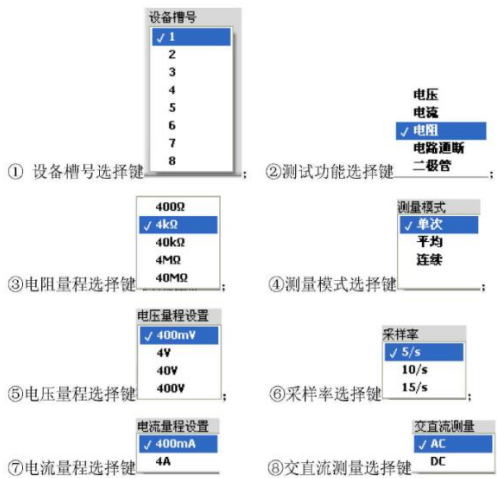 设备槽号
✓ 1
2
3
4
5
6
7
8
① 设备槽号选择键;
电压
电流
✓ 电阻
电路通断
二极管
②测试功能选择键;
400Ω
✓ 4kΩ
40kΩ
4MΩ
40MΩ
③电阻量程选择键;
测量模式
✓ 单次
平均
连续
④测量模式选择键;
电压量程设置
✓ 400mV
4V
40V
400V
⑤电压量程选择键;
采样率
✓ 5/s
10/s
15/s
⑥采样率选择键;
电流量程设置
✓ 400mA
4A
⑦电流量程选择键
交直流测量
✓ AC
DC
⑧交直流测量选择键